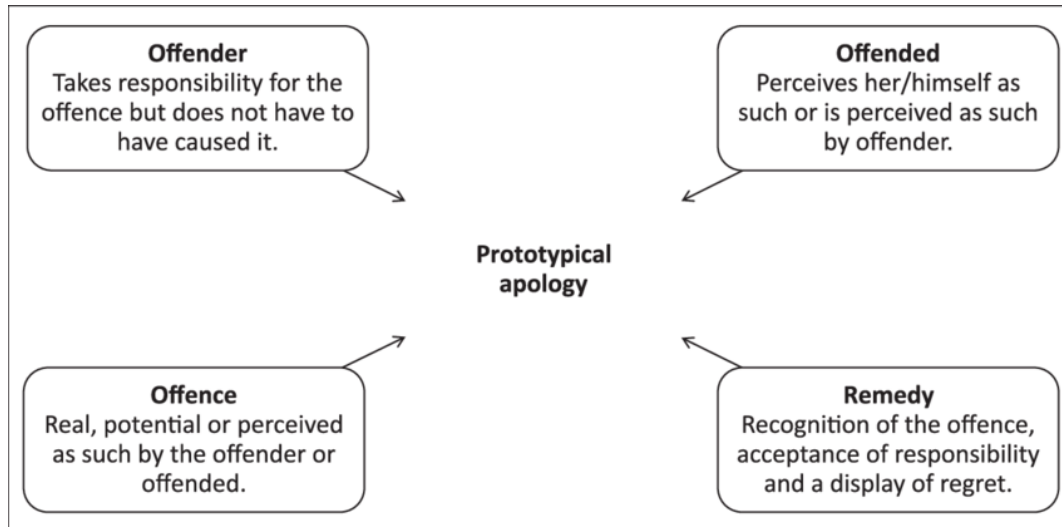 Offender
Takes responsibility for the
offence but does not have to
have caused it.
Offended
Perceives her/himself as
such or is perceived as such
by offender.
Prototypical
apology
Offence
Real, potential or perceived
as such by the offender or
offended.
Remedy
Recognition of the offence,
acceptance of responsibility
and a display of regret.